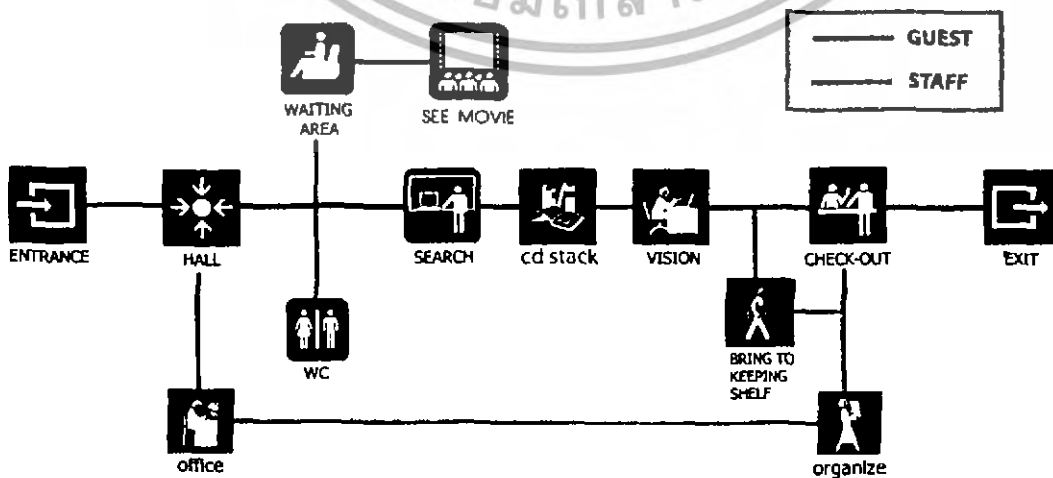 GUEST
STAFF
WAITING
AREA
SEE MOVIE
ENTRANCE
HALL
SEARCH
cd stack
VISION
CHECK-OUT
EXIT
WC
BRING TO
KEEPING
SHELF
office
organize